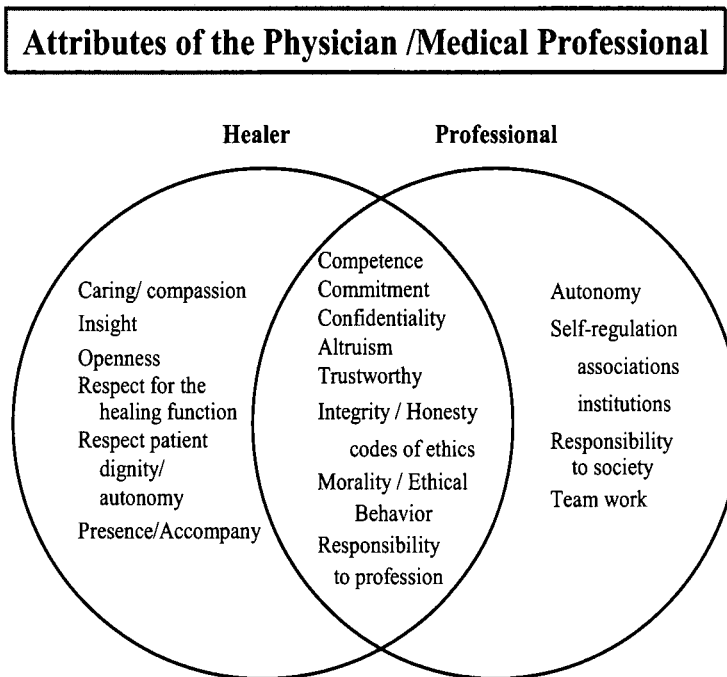 Attributes of the Physician /Medical Professional
Healer
Professional
Caring/ compassion
Insight
Openness
Respect for the
healing function
Respect patient
dignity/
autonomy
Presence/Accompany
Competence
Commitment
Confidentiality
Altruism
Trustworthy
Integrity / Honesty
codes of ethics
Morality / Ethical
Behavior
Responsibility
to profession
Autonomy
Self-regulation
associations
institutions
Responsibility
to society
Team work